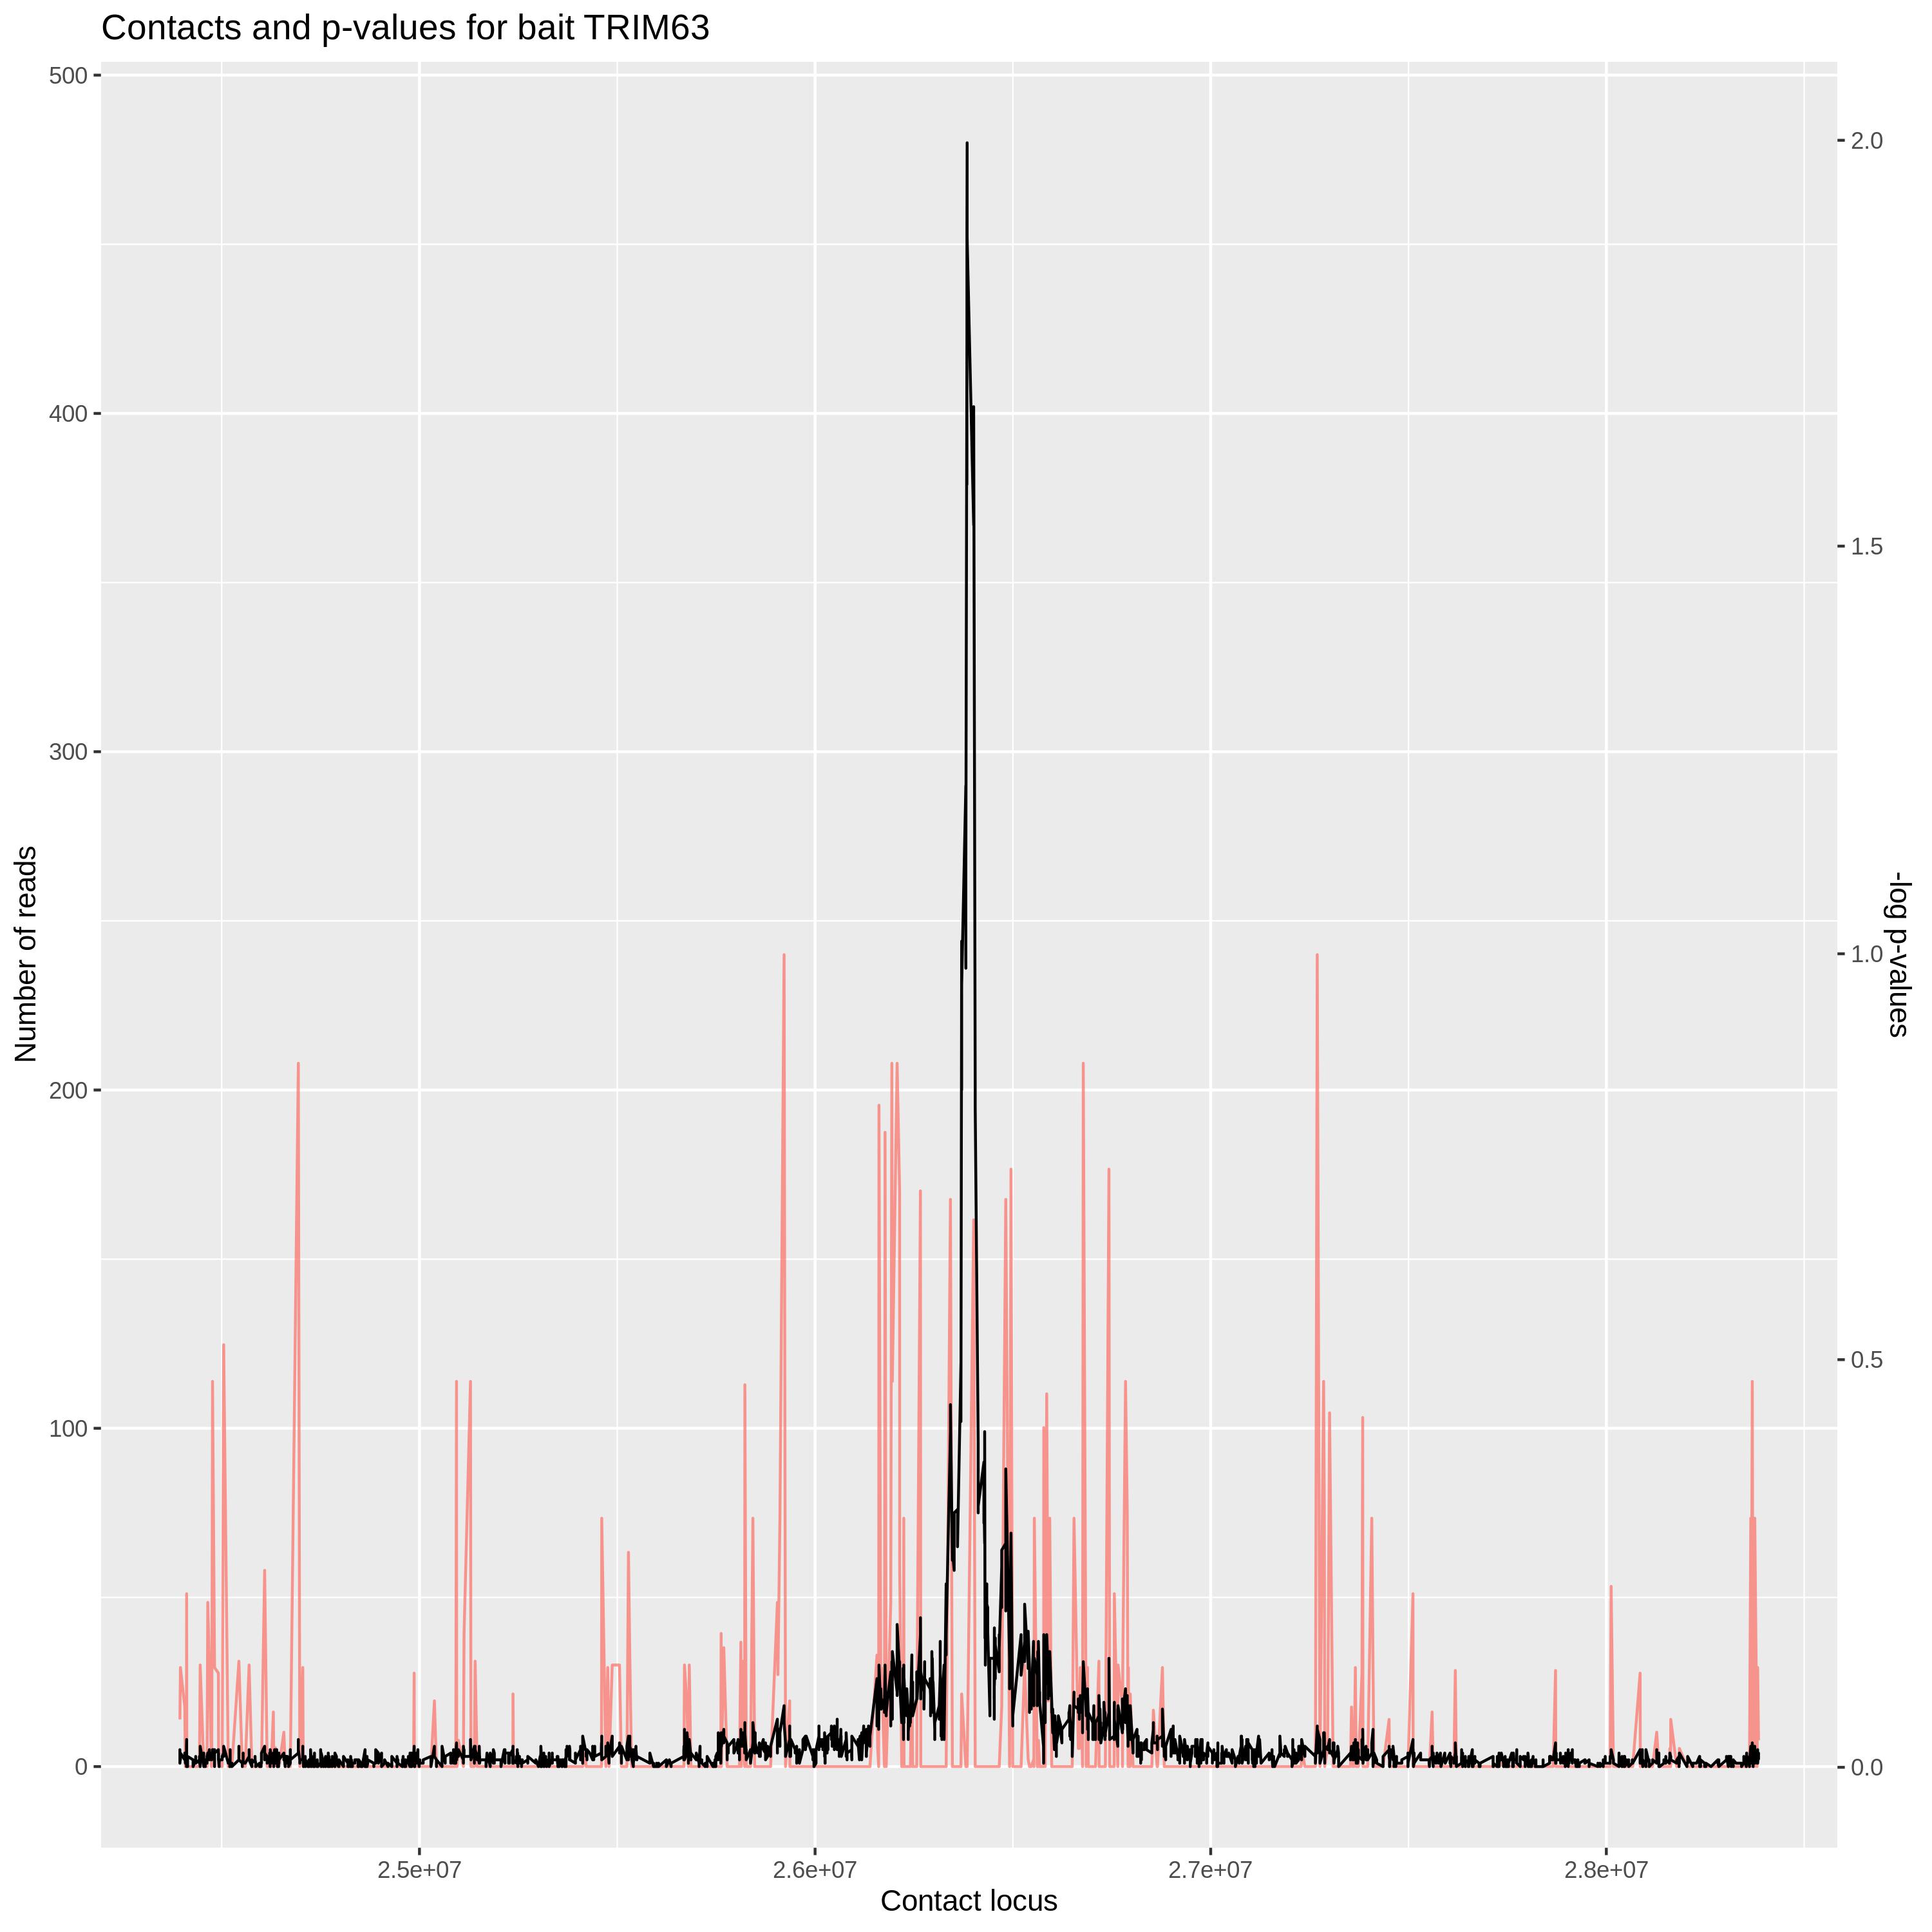 Contacts and p-values for bait TRIM63
500
400
300
200
100
0
Number of reads
2.0
1.5
1.0
0.5
0.0
-log p-values
2.5e+07
2.6e+07
2.7e+07
2.8e+07
Contact locus